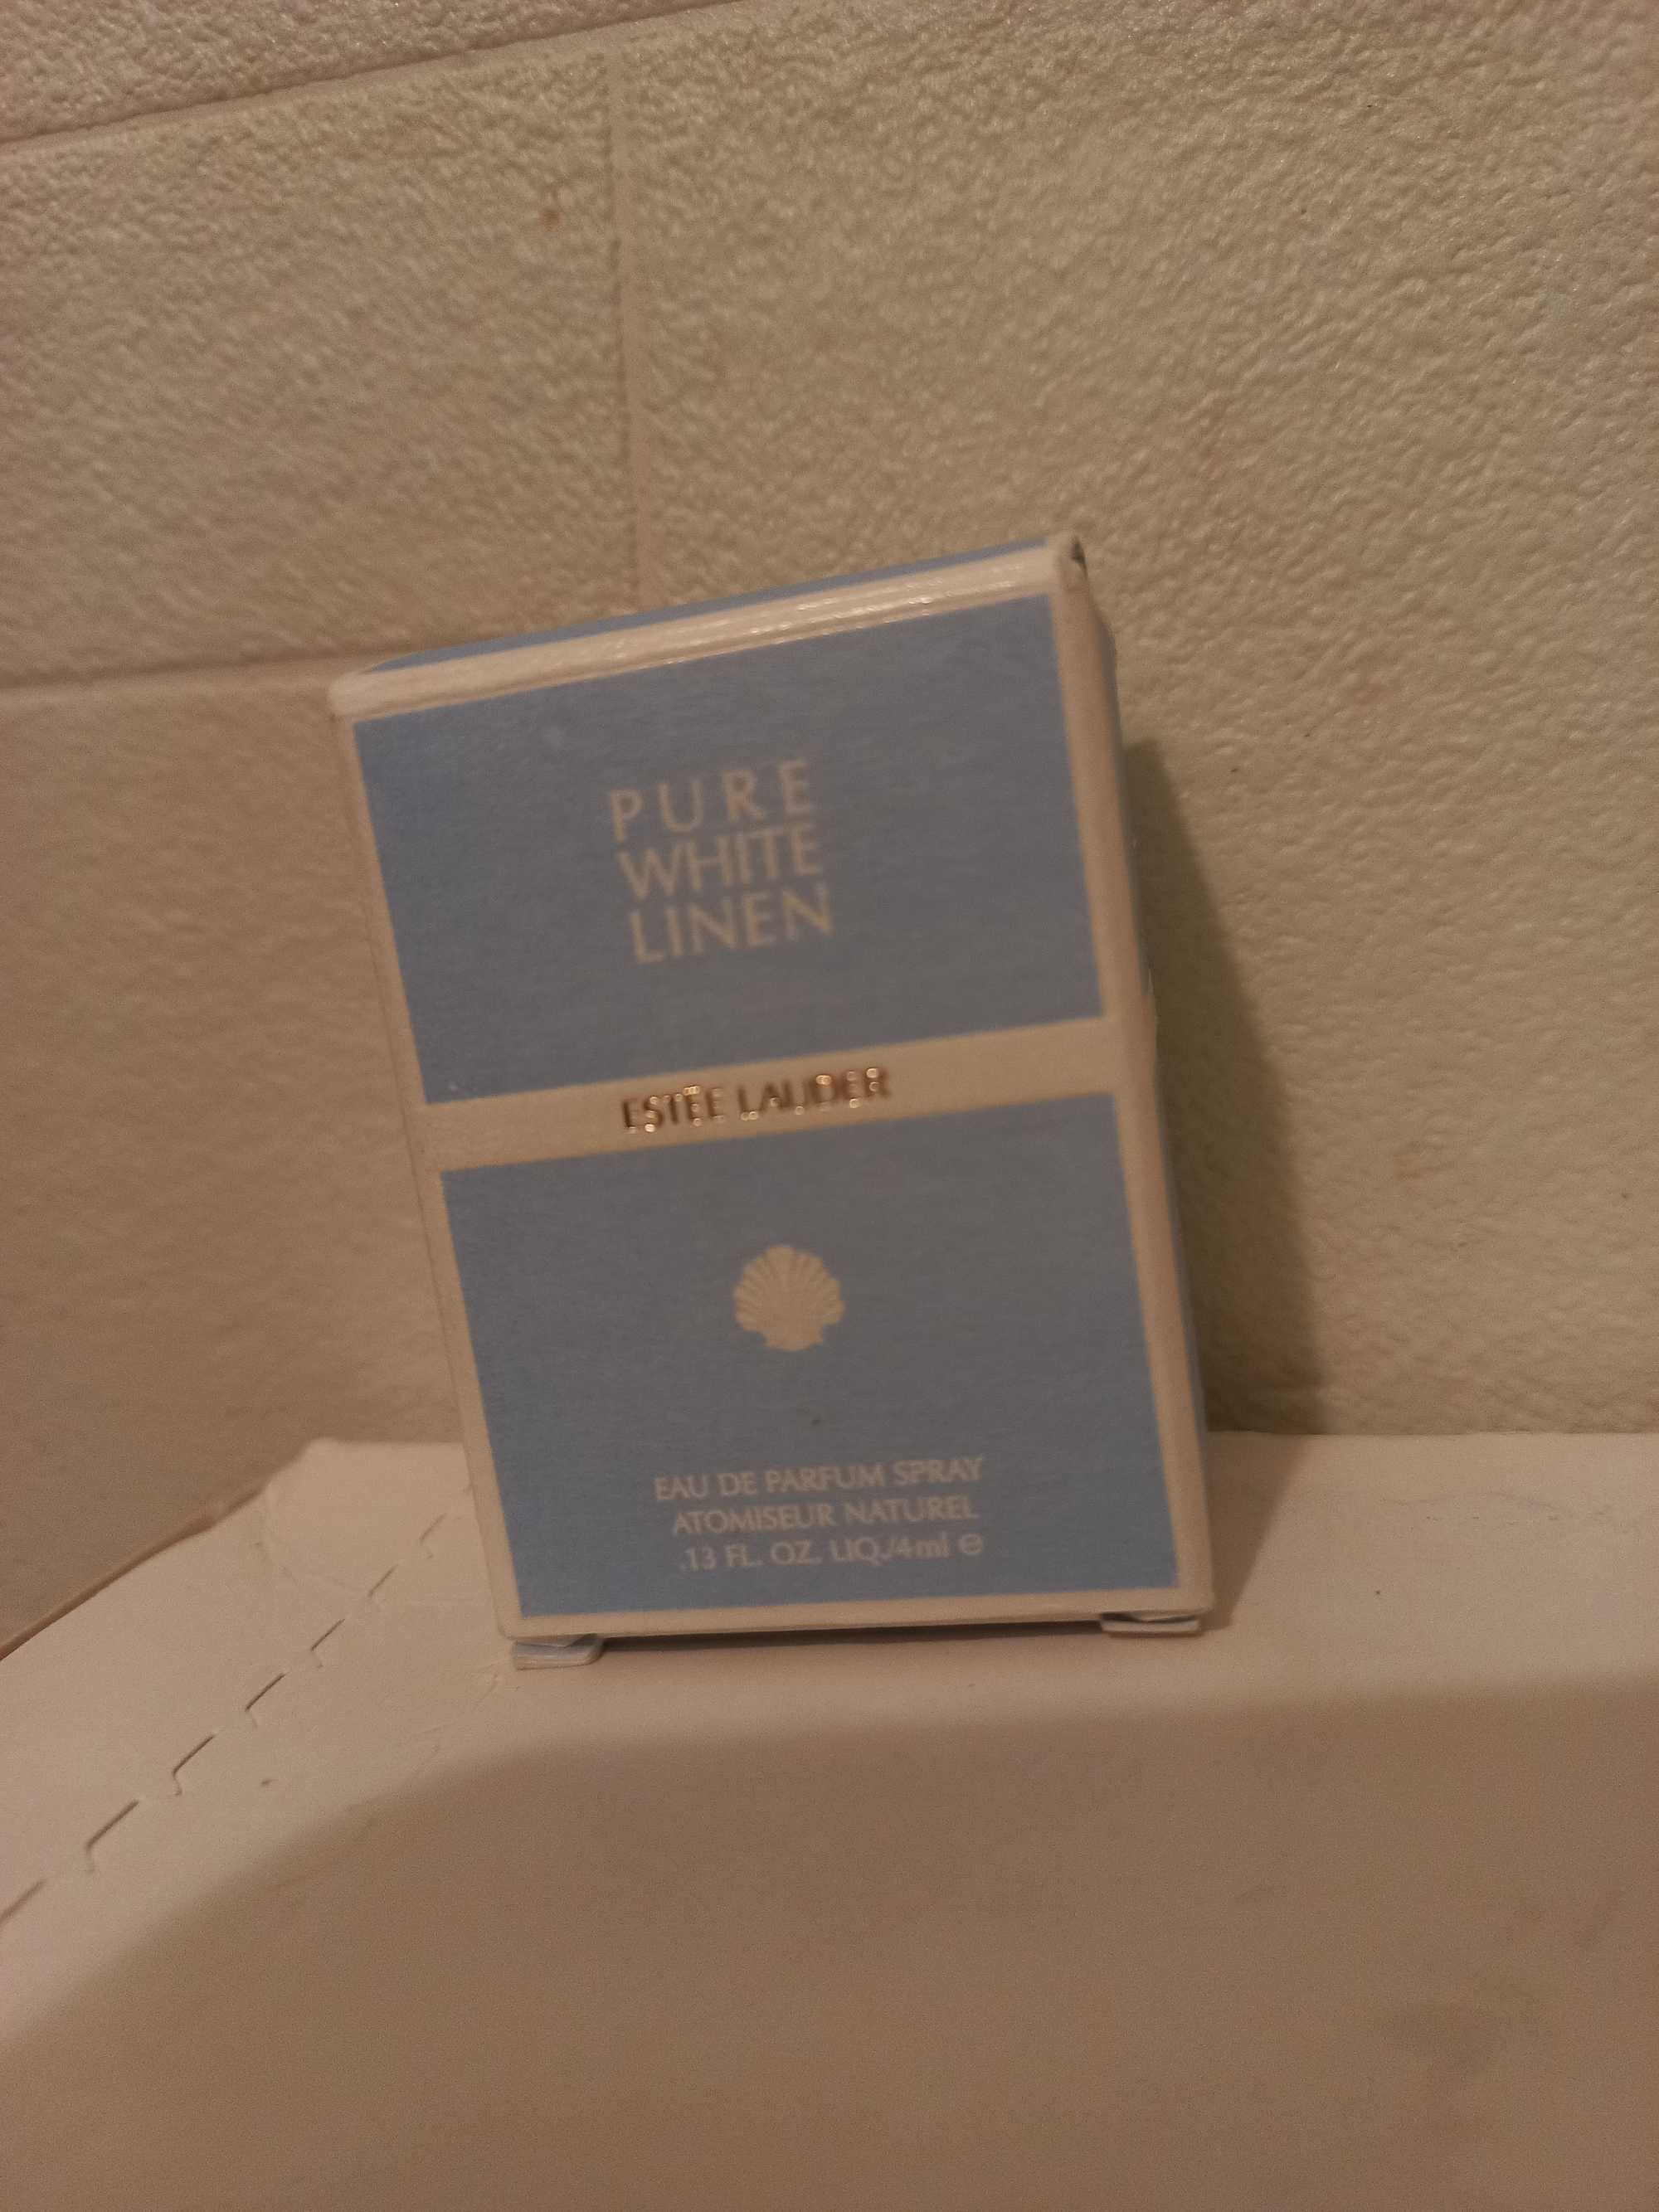 PURE
WHITE
LINEN
ESTĒE LAUDER
EAU DE PARFUM SPRAY
ATOMISEUR NATUREL
.13 FL. OZ. LIQ./4ml ℮